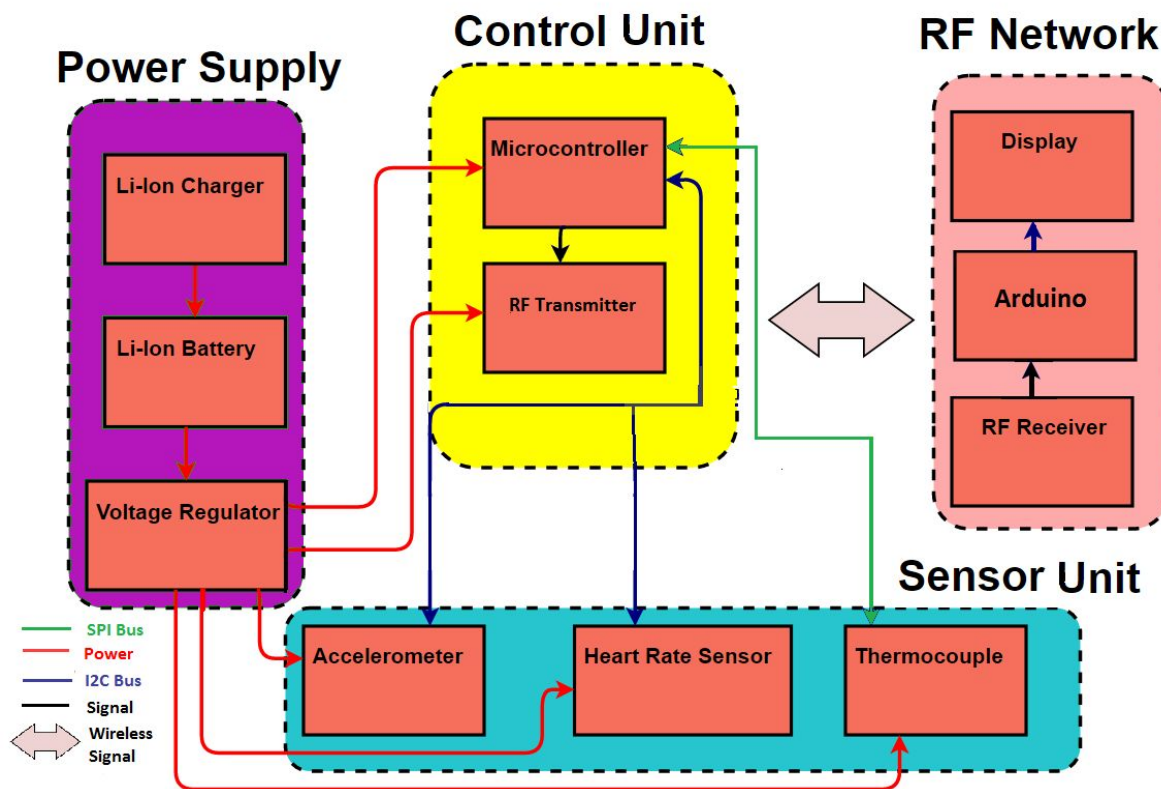 Power Supply
Li-Ion Charger
Li-Ion Battery
Voltage Regulator
Control Unit
Microcontroller
RF Transmitter
RF Network
Display
Arduino
RF Receiver
Sensor Unit
Accelerometer
Heart Rate Sensor
Thermocouple
SPI Bus
Power
I2C Bus
Signal
Wireless
Signal